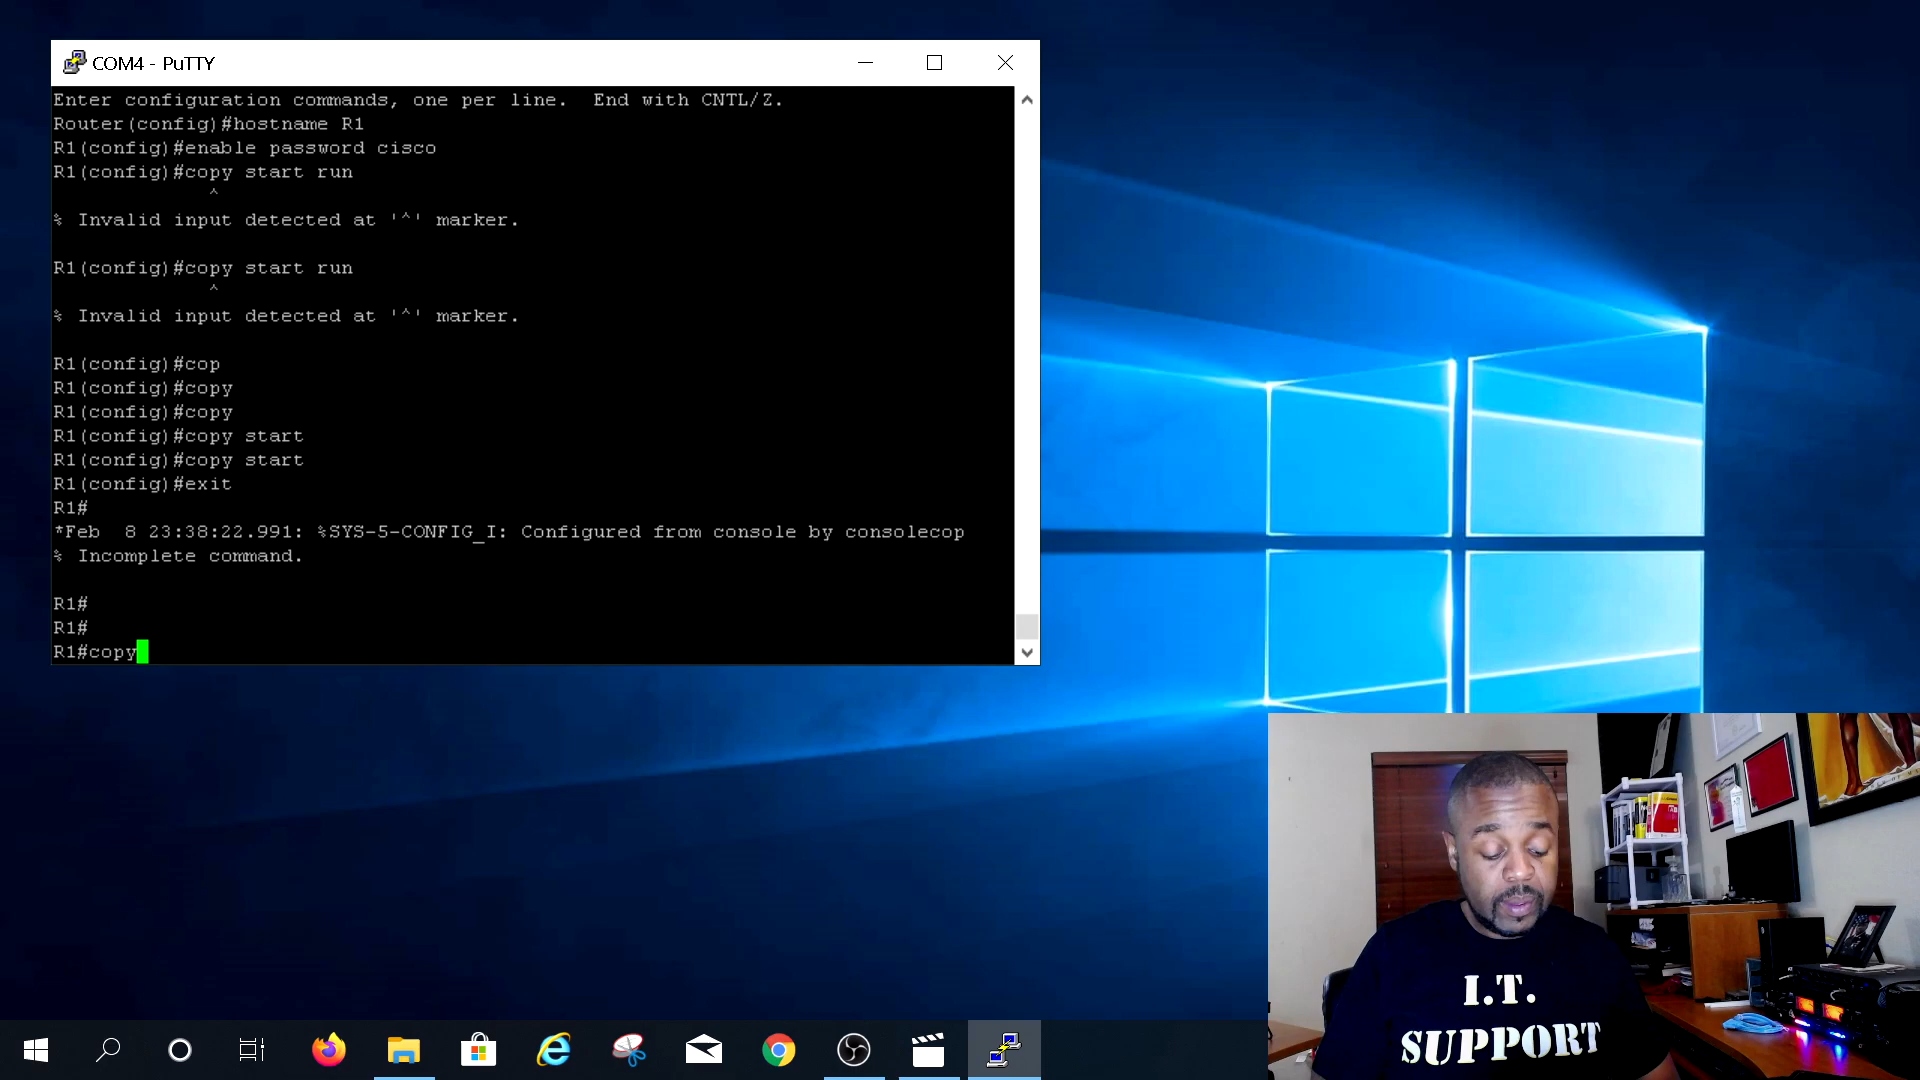 COM4 - PuTTY
Enter configuration commands, one per line.  End with CNTL/Z.
Router(config)#hostname R1
R1(config)#enable password cisco
R1(config)#copy start run
^
% Invalid input detected at '^' marker.
R1(config)#copy start run
^
% Invalid input detected at '^' marker.
R1(config)#cop
R1(config)#copy
R1(config)#copy
R1(config)#copy start
R1(config)#copy start
R1(config)#exit
R1#
*Feb  8 23:38:22.991: %SYS-5-CONFIG_I: Configured from console by consolecop
% Incomplete command.
R1#
R1#
R1#copy
I.T.
SUPPORT